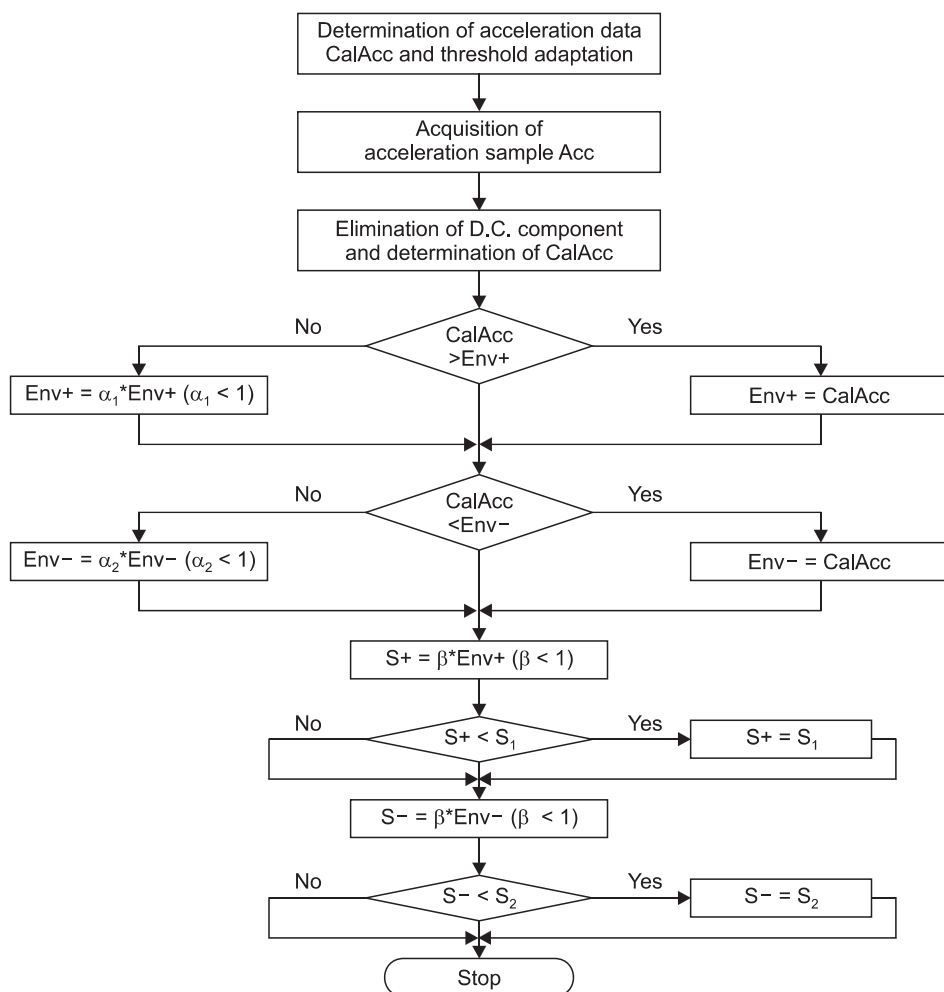 Determination of acceleration data
CalAcc and threshold adaptation
Acquisition of
acceleration sample Acc
Elimination of D.C. component
and determination of CalAcc
No
CalAcc
>Env+
Yes
Env+ = α₁*Env+ (α₁ < 1)
Env+ = CalAcc
No
CalAcc
<Env−
Yes
Env− = α₂*Env− (α₂ < 1)
Env− = CalAcc
S+ = β*Env+ (β < 1)
No
S+ < S₁
Yes
S+ = S₁
S− = β*Env− (β < 1)
No
S− < S₂
Yes
S− = S₂
Stop